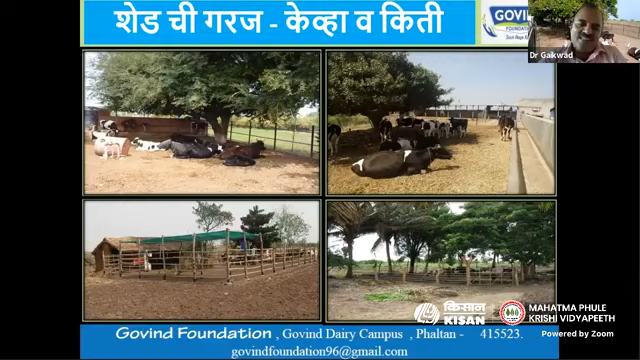 शेड ची गरज - केव्हा व किती
GOVIND
FOUNDATION
Dr Gaikwad
किसान
KISAN
MAHATMA PHULE
KRISHI VIDYAPEETH
Powered by Zoom
Govind Foundation , Govind Dairy Campus , Phaltan - 415523.
govindfoundation96@gmail.com